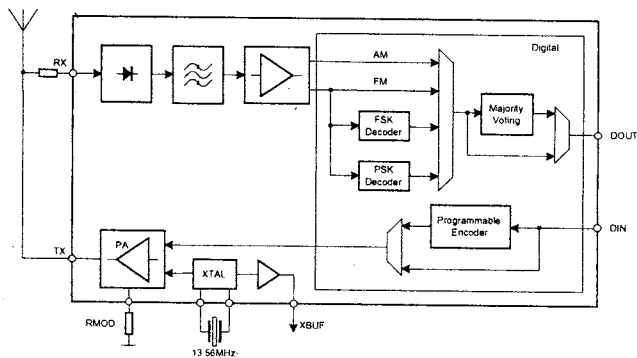 Digital
RX
AM
FM
FSK
Decoder
PSK
Decoder
Majority
Voting
DOUT
Programmable
Encoder
DIN
TX
PA
XTAL
RMOD
XBUF
13 56MHz